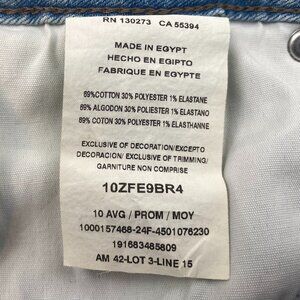 RN 130273 CA 55394
MADE IN EGYPT
HECHO EN EGIPTO
FABRIQUE EN EGYPTE
69%COTTON 30% POLYESTER 1% ELASTANE
69% ALGODON 30% POLIESTER 1% ELASTANO
69% COTON 30% POLYESTER 1% ELASTHANNE
EXCLUSIVE OF DECORATION/EXCEPTO
DECORACION/ EXCLUSIVE OF TRIMMING/
GARNITURE NON COMPRISE
10ZFE9BR4
10 AVG / PROM / MOY
1000157468-24F-4501076230
191683485809
AM 42-LOT 3-LINE 15